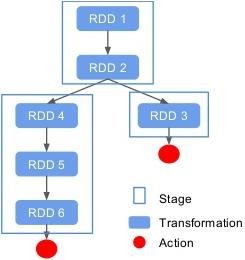 RDD 1
RDD 2
RDD 4
RDD 3
RDD 5
RDD 6
Stage
Transformation
Action